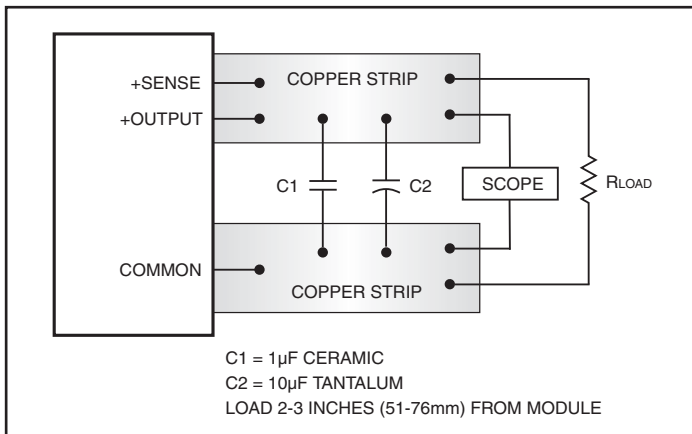 +SENSE
COPPER STRIP
+OUTPUT
C1
C2
SCOPE
RLOAD
COMMON
COPPER STRIP
C1 = 1µF CERAMIC
C2 = 10µF TANTALUM
LOAD 2-3 INCHES (51-76mm) FROM MODULE